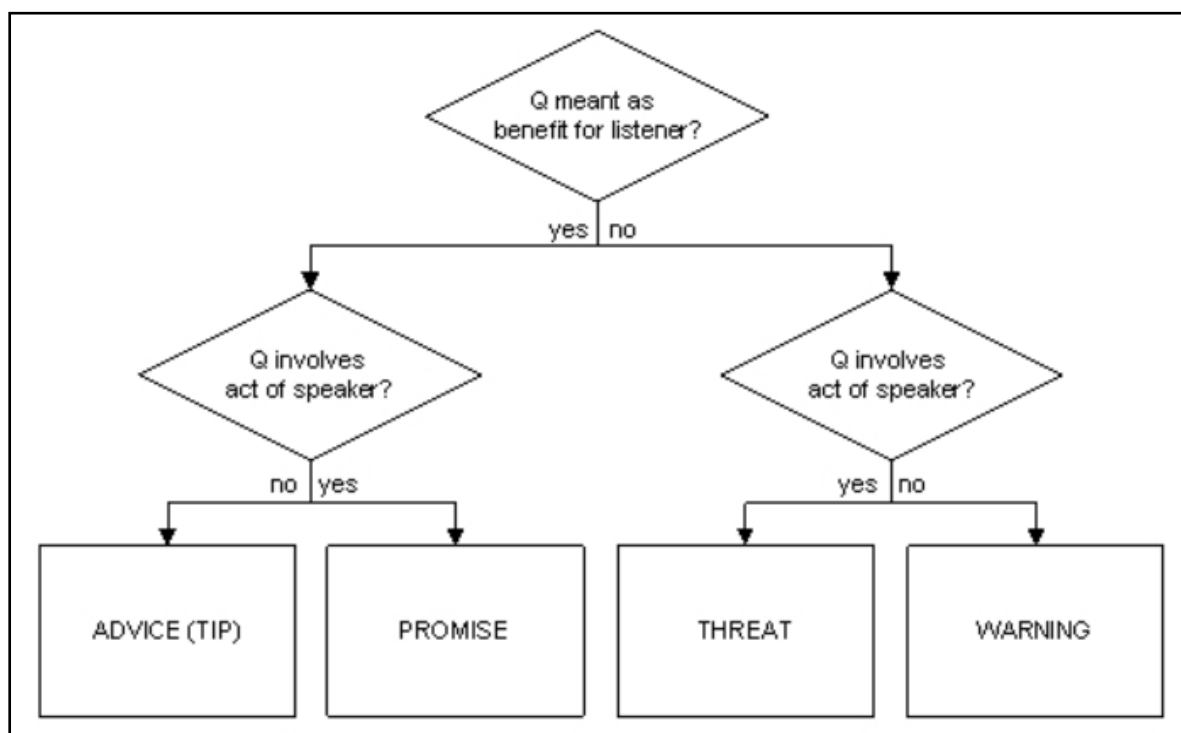 Q meant as
benefit for listener?
yes no
Q involves
act of speaker?
Q involves
act of speaker?
no yes
yes no
ADVICE (TIP)
PROMISE
THREAT
WARNING